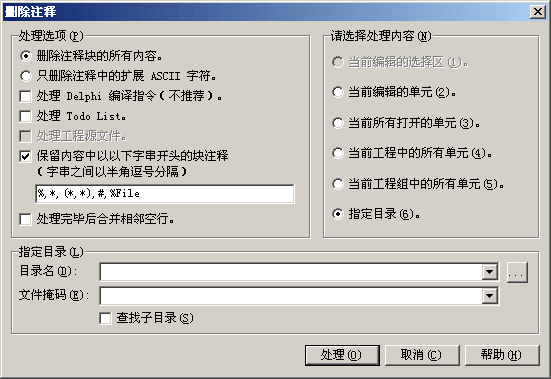 删除注释
处理选项(P)
删除注释块的所有内容。
只删除注释中的扩展 ASCII 字符。
处理 Delphi 编译指令(不推荐)。
处理 Todo List。
处理工程源文件。
保留内容中以以下字串开头的块注释
(字串之间以半角逗号分隔)
%,*,(*,*),#,%File
处理完毕后合并相邻空行。
请选择处理内容(N)
当前编辑的选择区(1)。
当前编辑的单元(2)。
当前所有打开的单元(3)。
当前工程中的所有单元(4)。
当前工程组中的所有单元(5)。
指定目录(6)。
指定目录(L)
目录名(D):
...
文件掩码(E):
查找子目录(S)
处理(O)
取消(C)
帮助(H)